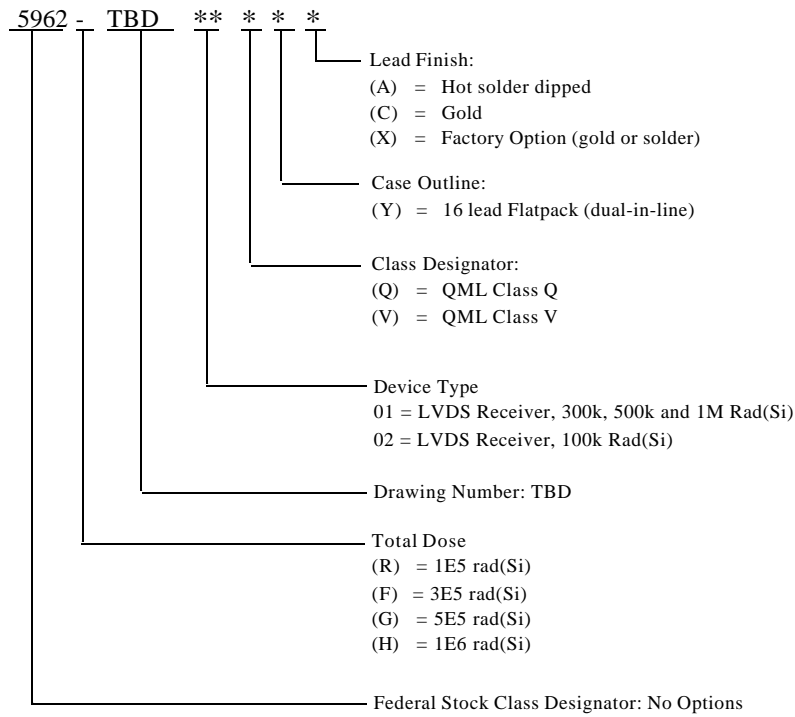 5962 - TBD ** * * *
Lead Finish:
(A) = Hot solder dipped
(C) = Gold
(X) = Factory Option (gold or solder)
Case Outline:
(Y) = 16 lead Flatpack (dual-in-line)
Class Designator:
(Q) = QML Class Q
(V) = QML Class V
Device Type
01 = LVDS Receiver, 300k, 500k and 1M Rad(Si)
02 = LVDS Receiver, 100k Rad(Si)
Drawing Number: TBD
Total Dose
(R) = 1E5 rad(Si)
(F) = 3E5 rad(Si)
(G) = 5E5 rad(Si)
(H) = 1E6 rad(Si)
Federal Stock Class Designator: No Options